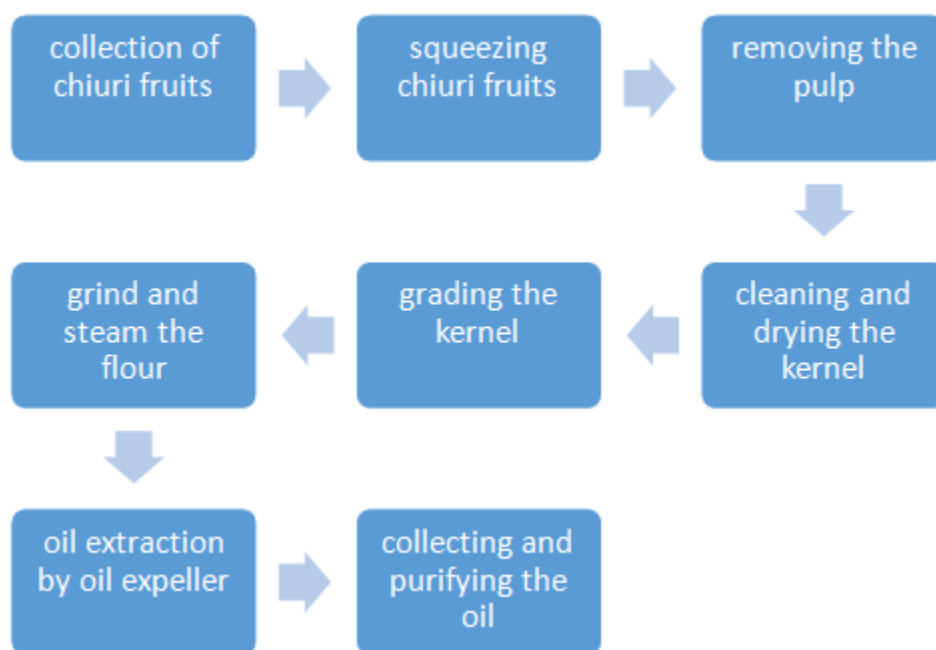 collection of
chiuri fruits
squeezing
chiuri fruits
removing the
pulp
cleaning and
drying the
kernel
grading the
kernel
grind and
steam the
flour
oil extraction
by oil expeller
collecting and
purifying the
oil